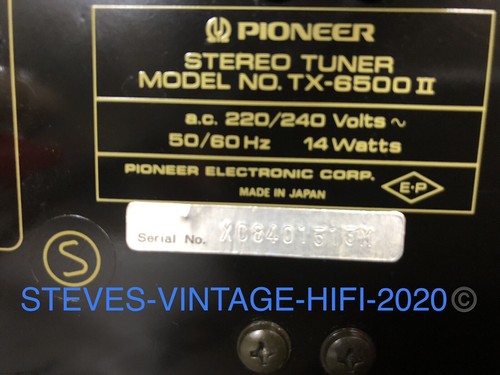 PIONEER
STEREO TUNER
MODEL NO. TX-6500 II
a.c. 220/240 Volts ~
50/60 Hz 14 Watts
PIONEER ELECTRONIC CORP.
MADE IN JAPAN
E·P
Serial No. XC8401515M
S
STEVES-VINTAGE-HIFI-2020©